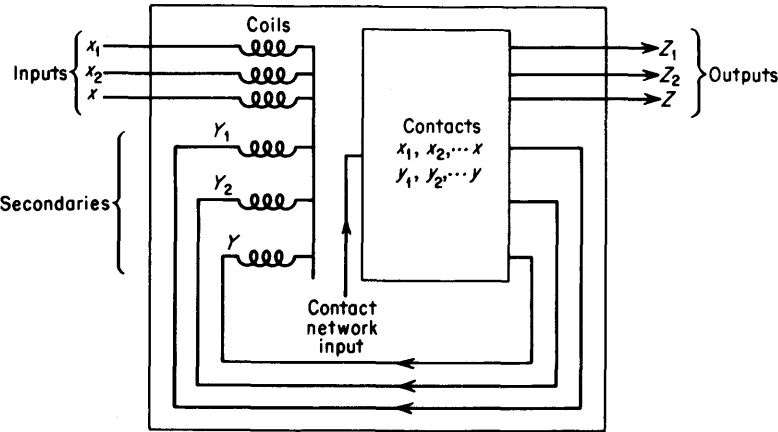 Coils
Inputs
x₁
x₂
x
Z₁
Z₂
Z
Outputs
Contacts
x₁, x₂,⋯ x
y₁, y₂,⋯ y
Secondaries
Y₁
Y₂
Y
Contact
network
input